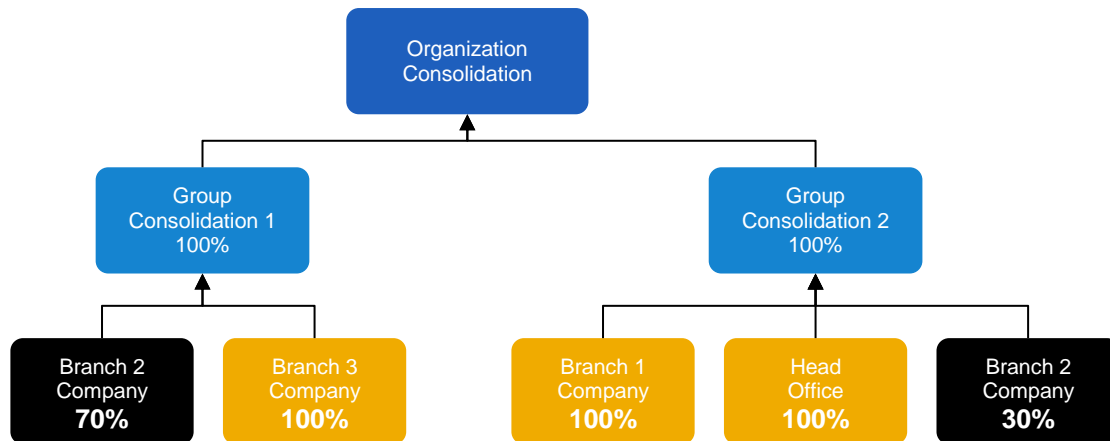 Organization
Consolidation
Group
Consolidation 1
100%
Group
Consolidation 2
100%
Branch 2
Company
70%
Branch 3
Company
100%
Branch 1
Company
100%
Head
Office
100%
Branch 2
Company
30%